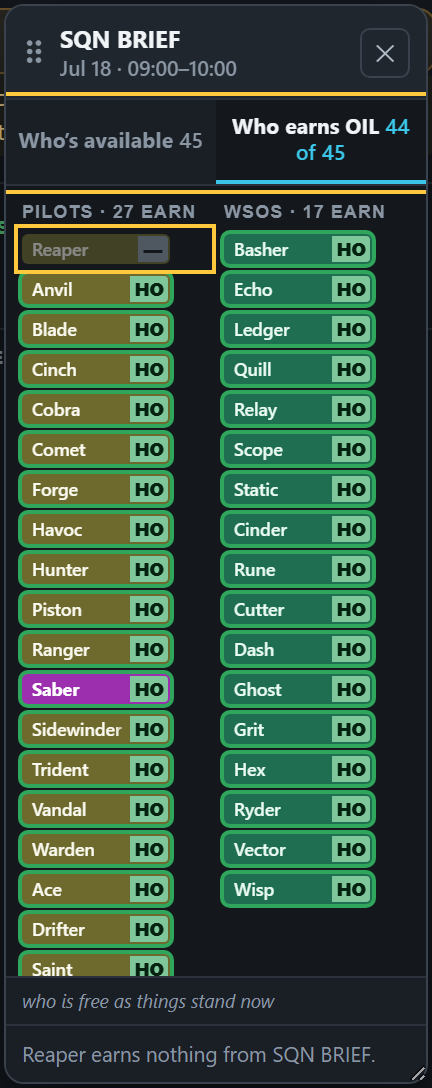 SQN BRIEF
Jul 18 · 09:00–10:00
Who's available 45
Who earns OIL 44
of 45
PILOTS · 27 EARN
Reaper —
Anvil HO
Blade HO
Cinch HO
Cobra HO
Comet HO
Forge HO
Havoc HO
Hunter HO
Piston HO
Ranger HO
Saber HO
Sidewinder HO
Trident HO
Vandal HO
Warden HO
Ace HO
Drifter HO
Saint HO
WSOS · 17 EARN
Basher HO
Echo HO
Ledger HO
Quill HO
Relay HO
Scope HO
Static HO
Cinder HO
Rune HO
Cutter HO
Dash HO
Ghost HO
Grit HO
Hex HO
Ryder HO
Vector HO
Wisp HO
who is free as things stand now
Reaper earns nothing from SQN BRIEF.